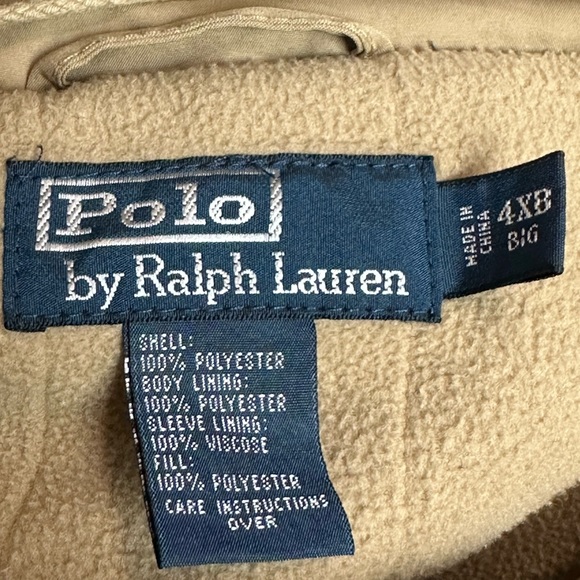 Polo
by Ralph Lauren
MADE IN
CHINA
4XB
BIG
SHELL:
100% POLYESTER
BODY LINING:
100% POLYESTER
SLEEVE LINING:
100% VISCOSE
FILL:
100% POLYESTER
CARE INSTRUCTIONS
OVER